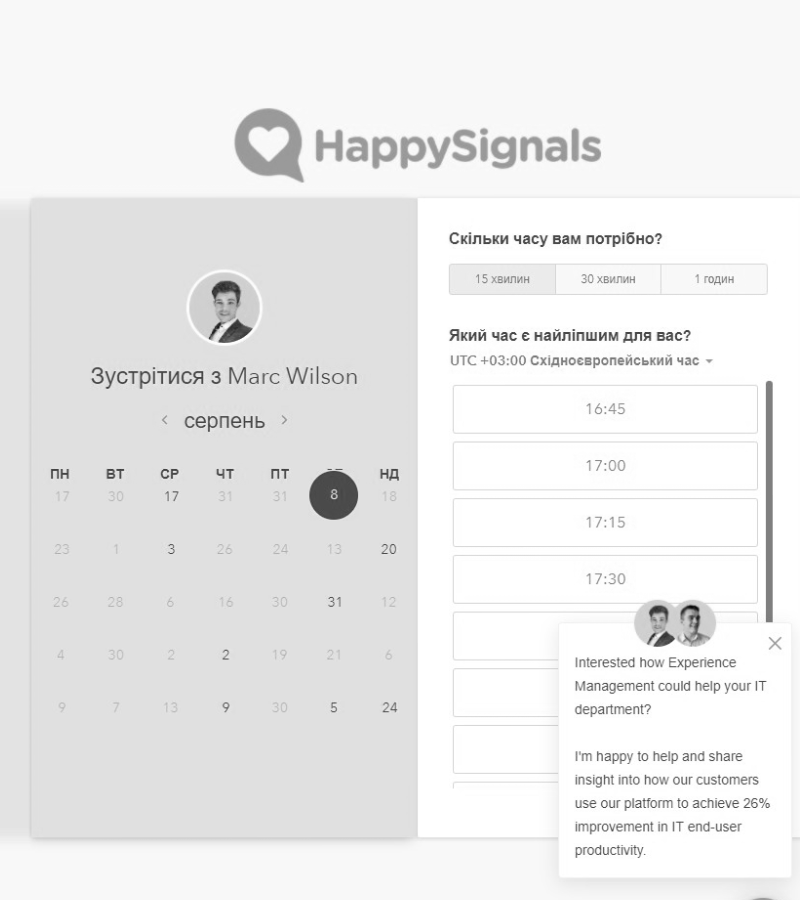 HappySignals
Зустрітися з Marc Wilson
серпень
ПН ВТ СР ЧТ ПТ НД
17 30 17 31 31 8 18
23 1 3 26 24 13 20
26 28 6 16 30 31 12
4 30 2 2 19 21 6
9 7 13 9 30 5 24
Скільки часу вам потрібно?
15 хвилин 30 хвилин 1 годин
Який час є найліпшим для вас?
UTC +03:00 Східноєвропейський час
16:45
17:00
17:15
17:30
Interested how Experience
Management could help your IT
department?
I'm happy to help and share
insight into how our customers
use our platform to achieve 26%
improvement in IT end-user
productivity.